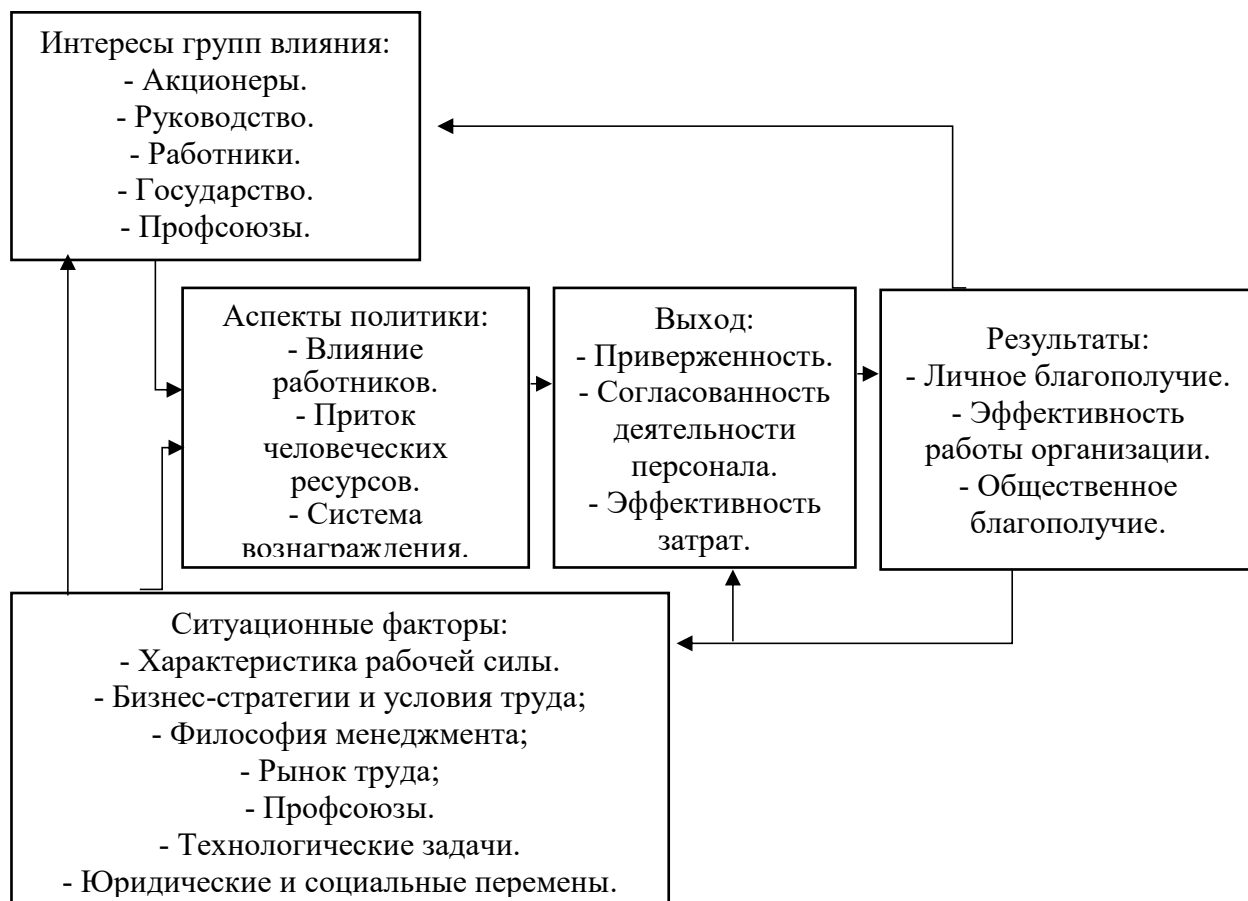 Интересы групп влияния:
- Акционеры.
- Руководство.
- Работники.
- Государство.
- Профсоюзы.
Аспекты политики:
- Влияние
работников.
- Приток
человеческих
ресурсов.
- Система
вознаграждения.
Выход:
- Приверженность.
- Согласованность
деятельности
персонала.
- Эффективность
затрат.
Результаты:
- Личное благополучие.
- Эффективность
работы организации.
- Общественное
благополучие.
Ситуационные факторы:
- Характеристика рабочей силы.
- Бизнес-стратегии и условия труда;
- Философия менеджмента;
- Рынок труда;
- Профсоюзы.
- Технологические задачи.
- Юридические и социальные перемены.